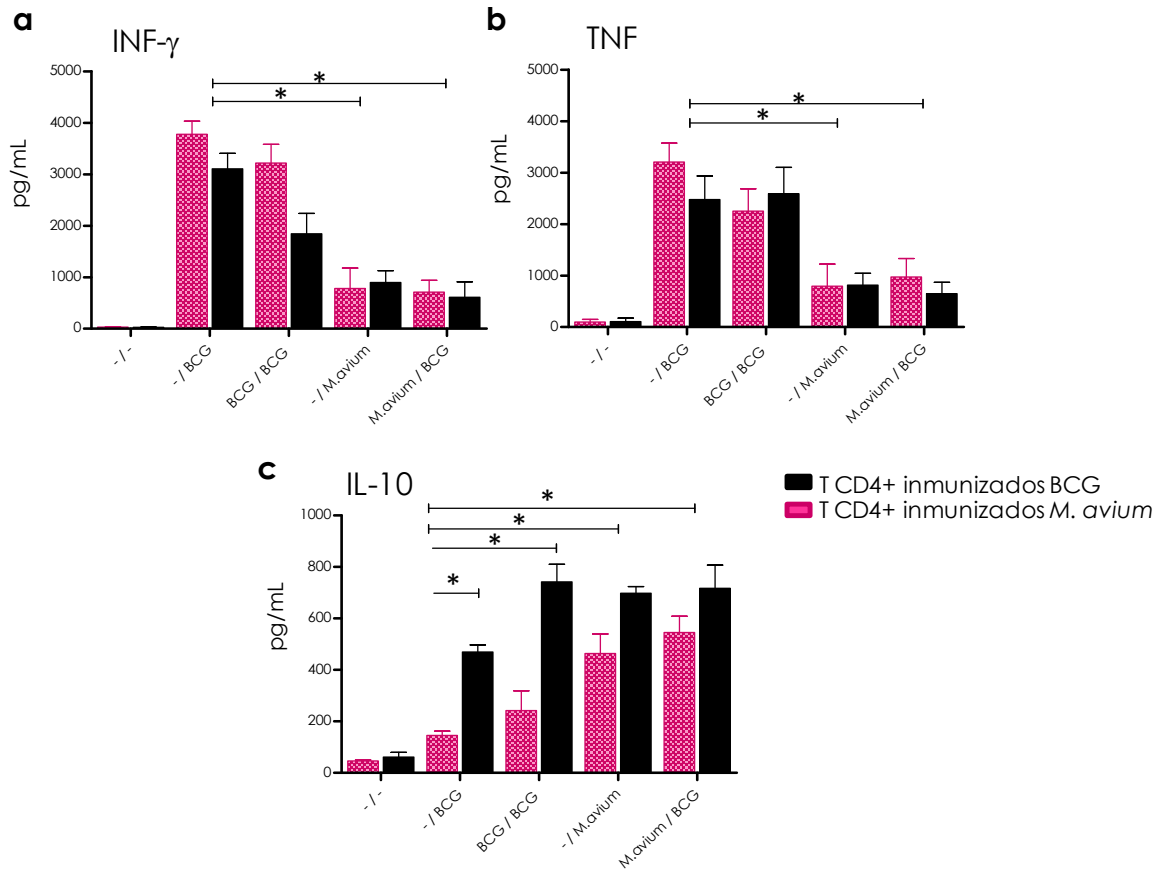 a
INF-γ
5000
4000
3000
2000
1000
0
pg/mL
*
*
- / -
- / BCG
BCG / BCG
- / M.avium
M.avium / BCG
b
TNF
5000
4000
3000
2000
1000
0
pg/mL
*
*
- / -
- / BCG
BCG / BCG
- / M.avium
M.avium / BCG
c
IL-10
1000
800
600
400
200
0
pg/mL
*
*
*
*
- / -
- / BCG
BCG / BCG
- / M.avium
M.avium / BCG
T CD4+ inmunizados BCG
T CD4+ inmunizados M. avium